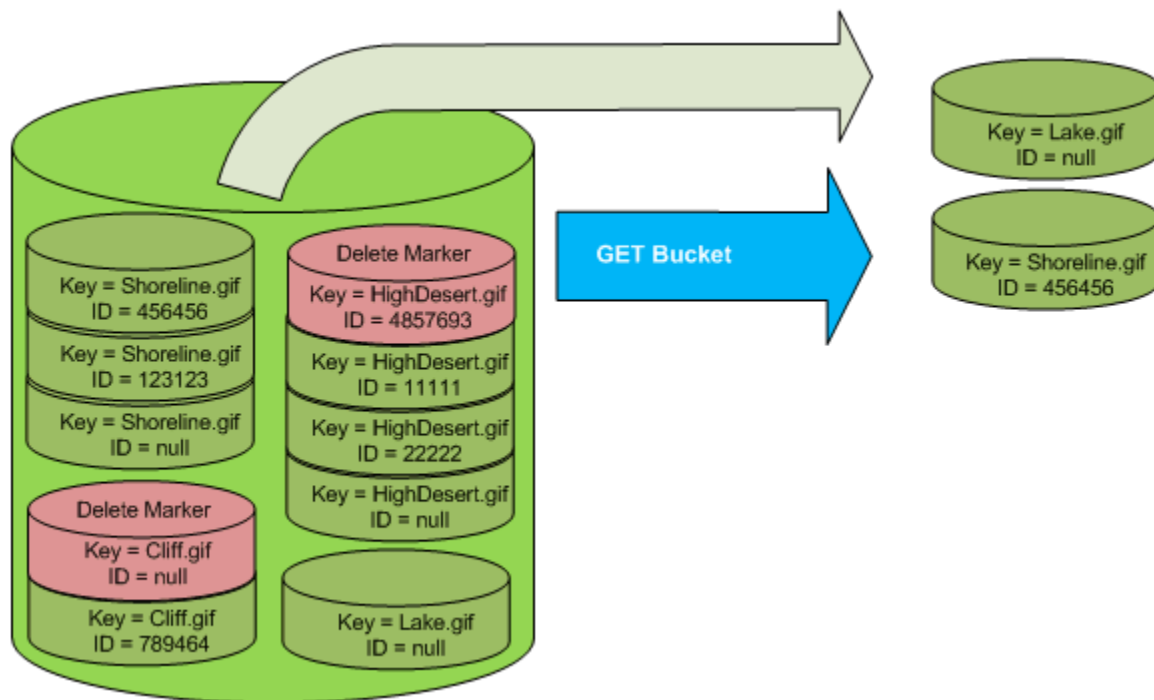 Key = Shoreline.gif
ID = 456456
Key = Shoreline.gif
ID = 123123
Key = Shoreline.gif
ID = null
Delete Marker
Key = Cliff.gif
ID = null
Key = Cliff.gif
ID = 789464
Delete Marker
Key = HighDesert.gif
ID = 4857693
Key = HighDesert.gif
ID = 11111
Key = HighDesert.gif
ID = 22222
Key = HighDesert.gif
ID = null
Key = Lake.gif
ID = null
GET Bucket
Key = Lake.gif
ID = null
Key = Shoreline.gif
ID = 456456